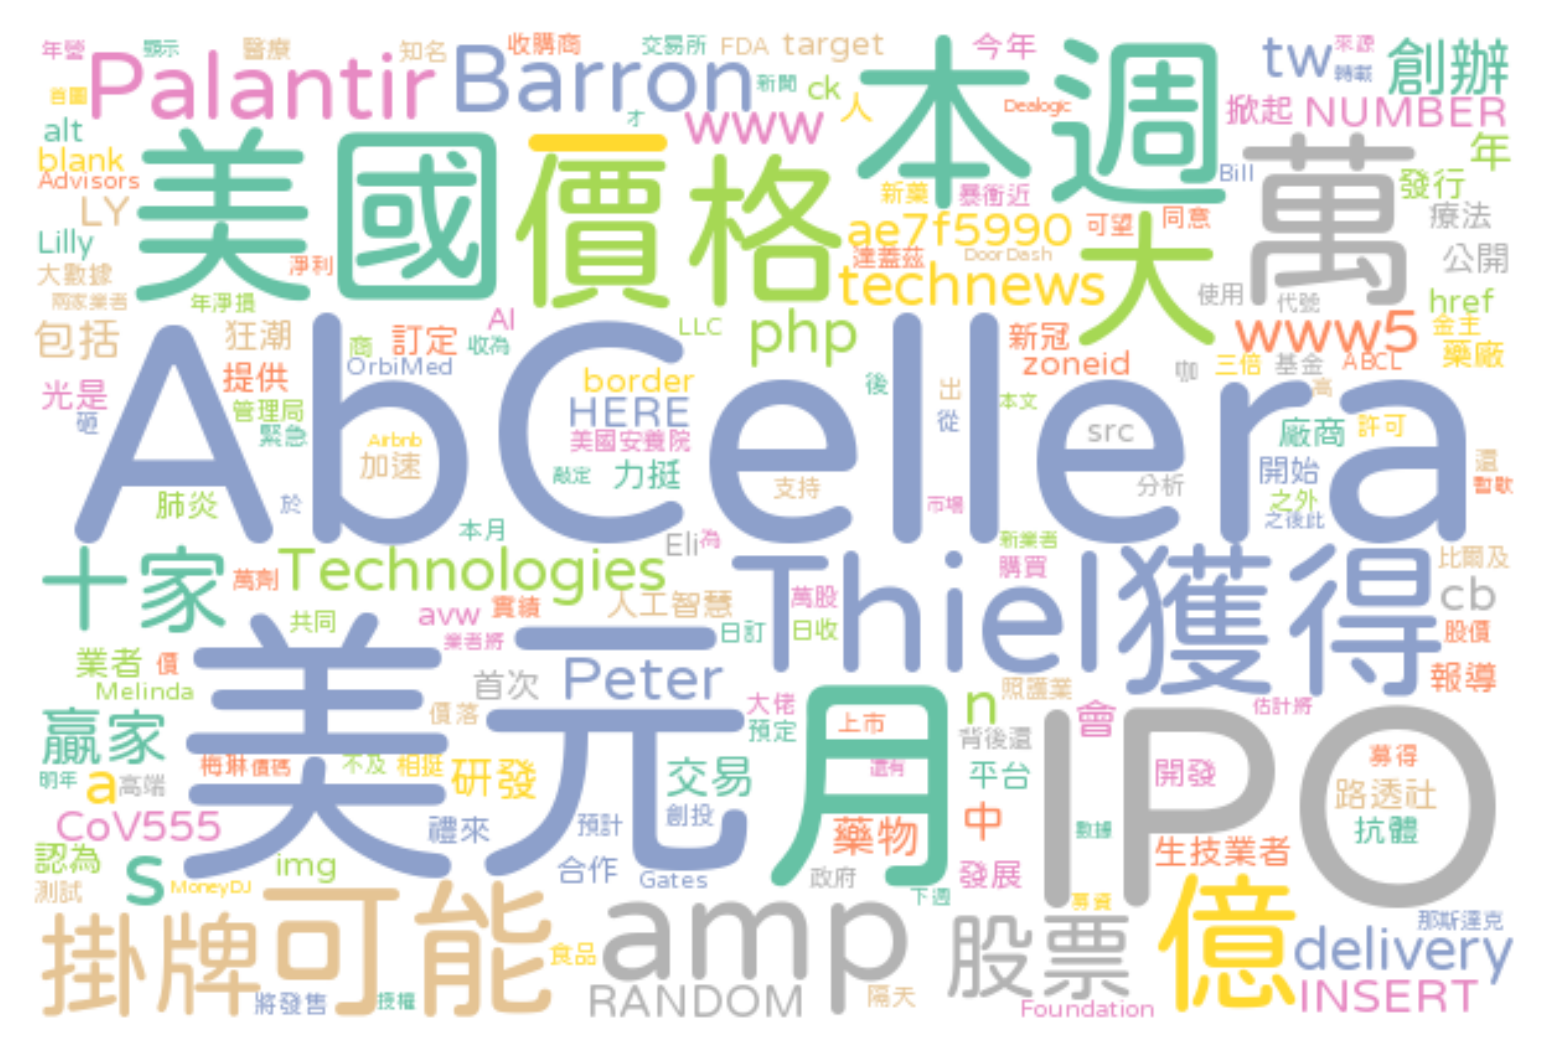 年營 顯示 醫療 知名 收購商 交易所 FDA target 今年 來源
Palantir Barron 本週 tw 轉載 創辦
首圖 新聞 ck 人 Dealogic 掀起 NUMBER
alt 才 www
blank 美國 一 價格 Bill 萬 年
Advisors 新藥 暴衝近 發行
LY ae7f5990 可望 同意 大 療法
Lilly 淨利 達蓋茲 DoorDash 公開
大數據 technews 使用 代號
兩家業者 年淨損 href
包括 狂潮 AI LLC php 新冠 www5 金主
商 訂定 收為 zoneid 三倍 基金 ABCL 藥廠
OrbiMed 咖
光是 提供 border 後 出 高
AbCellera
砸 管理局 HERE 從 本文 src 廠商 許可
緊急 Airbnb 美國安養院
加速 敲定 力挺 支持 分析 開始 還
肺炎 於 市場 之外 暫歇
本月 之後此
十家 萬劑 Technologies Eli 為 Thiel 新業者 獲得 比爾及
購買
共同 avw 實績 人工智慧 萬股 cb
業者將 日訂 日收 股價
業者 價 美元 Peter 首次 照護業 報導
Melinda 大佬 月 n 會 估計將
贏家 價落 預定 上市 IPO
梅琳 價碼 不及 相挺 背後還 募得
明年 a 高端 研發 交易 還有 平台 開發 路透社
CoV555 禮來 預計 創投 藥物 中 數據 抗體
認為 s img 合作 政府 生技業者
測試 MoneyDJ Gates 下週 發展
掛牌 可能 amp 股票 募資 億 那斯達克
食品 delivery
將發售 授權 RANDOM 隔天 Foundation INSERT